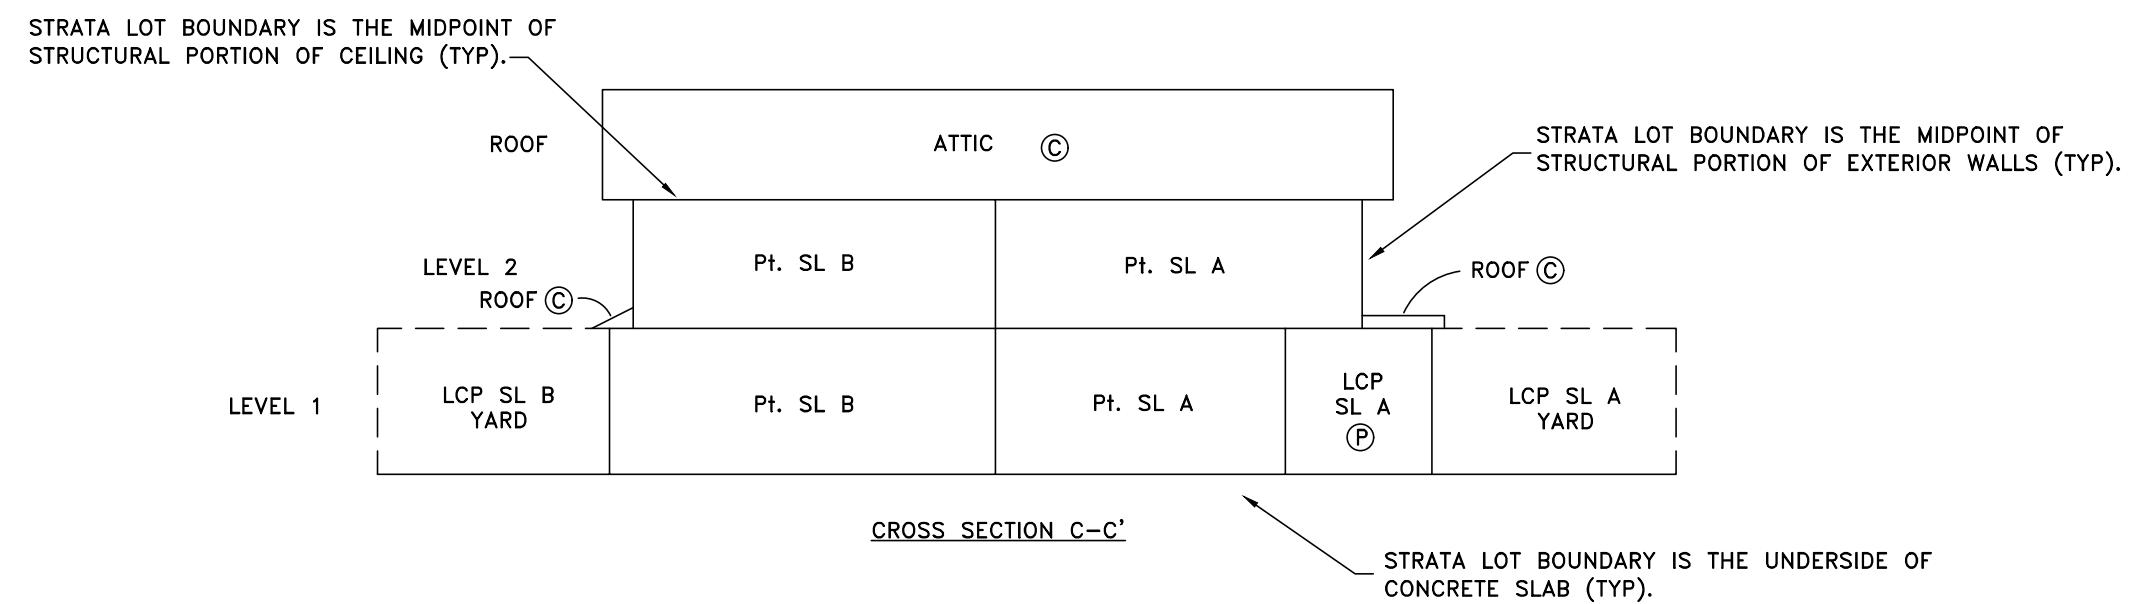 STRATA LOT BOUNDARY IS THE MIDPOINT OF
STRUCTURAL PORTION OF CEILING (TYP).
ROOF
ATTIC Ⓒ
STRATA LOT BOUNDARY IS THE MIDPOINT OF
STRUCTURAL PORTION OF EXTERIOR WALLS (TYP).
LEVEL 2
ROOF Ⓒ
Pt. SL B
Pt. SL A
ROOF Ⓒ
LEVEL 1
LCP SL B
YARD
Pt. SL B
Pt. SL A
LCP
SL A
Ⓟ
LCP SL A
YARD
CROSS SECTION C-C'
STRATA LOT BOUNDARY IS THE UNDERSIDE OF
CONCRETE SLAB (TYP).